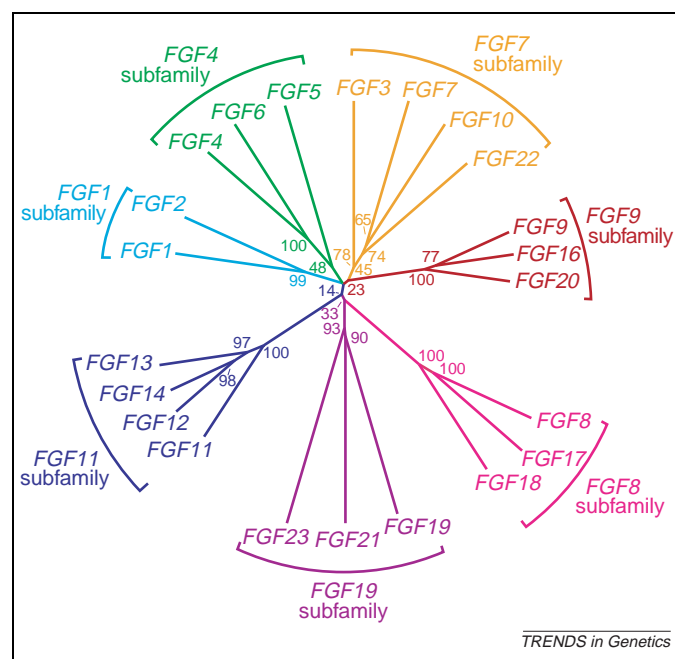 FGF4
subfamily
FGF5
FGF6
FGF4
FGF7
subfamily
FGF3
FGF7
FGF10
FGF22
FGF1
subfamily
FGF2
FGF1
FGF9
subfamily
FGF9
FGF16
FGF20
100
48
99
65
78
45
74
77
100
23
14
33
93
90
97
100
98
100
100
FGF13
FGF14
FGF12
FGF11
FGF11
subfamily
FGF8
FGF17
FGF18
FGF8
subfamily
FGF23
FGF21
FGF19
FGF19
subfamily
TRENDS in Genetics